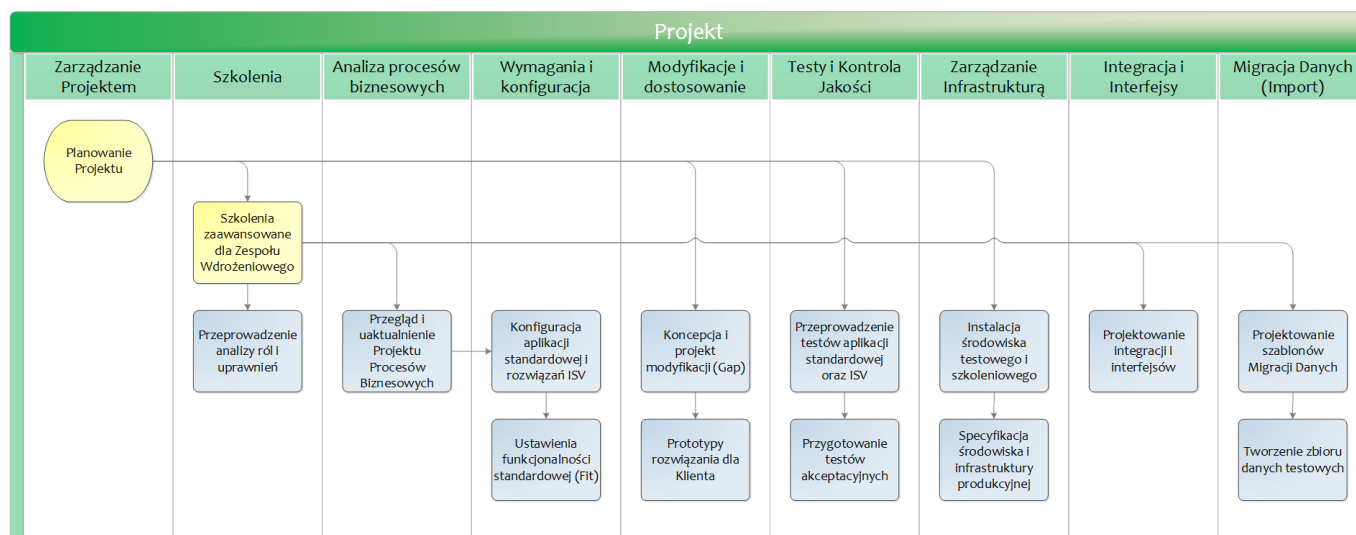 Projekt
Zarządzanie
Projektem
Szkolenia
Analiza procesów
biznesowych
Wymagania i
konfiguracja
Modyfikacje i
dostosowanie
Testy i Kontrola
Jakości
Zarządzanie
Infrastrukturą
Integracja i
Interfejsy
Migracja Danych
(Import)
Planowanie
Projektu
Szkolenia
zaawansowane
dla Zespołu
Wdrożeniowego
Przeprowadzenie
analizy ról i
uprawnień
Przegląd i
uaktualnienie
Projektu
Procesów
Biznesowych
Konfiguracja
aplikacji
standardowej i
rozwiązań ISV
Koncepcja i
projekt
modyfikacji (Gap)
Przeprowadzenie
testów aplikacji
standardowej
oraz ISV
Instalacja
środowiska
testowego i
szkoleniowego
Projektowanie
integracji i
interfejsów
Projektowanie
szablonów
Migracji Danych
Ustawienia
funkcjonalności
standardowej (Fit)
Prototypy
rozwiązania dla
Klienta
Przygotowanie
testów
akceptacyjnych
Specyfikacja
środowiska i
infrastruktury
produkcyjnej
Tworzenie zbioru
danych testowych